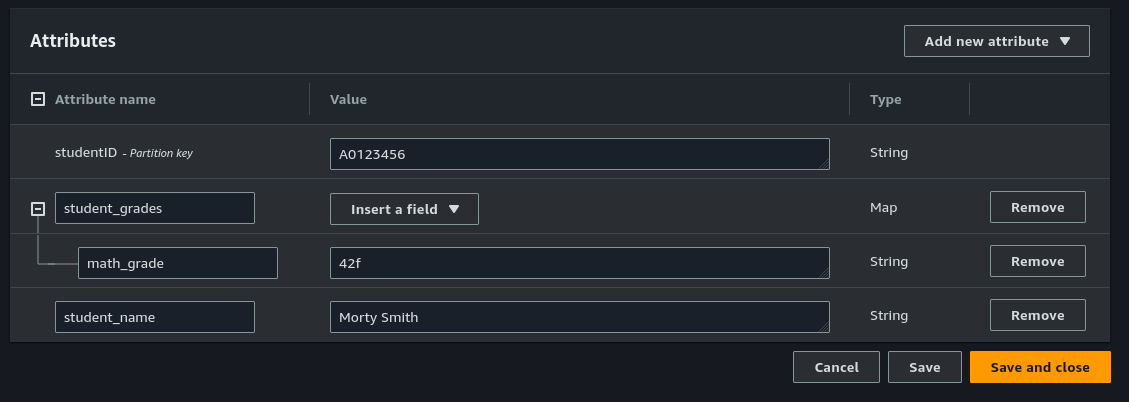 Attributes
Add new attribute
Attribute name Value Type
studentID - Partition key A0123456 String
student_grades Insert a field Map Remove
math_grade 42f String Remove
student_name Morty Smith String Remove
Cancel Save Save and close